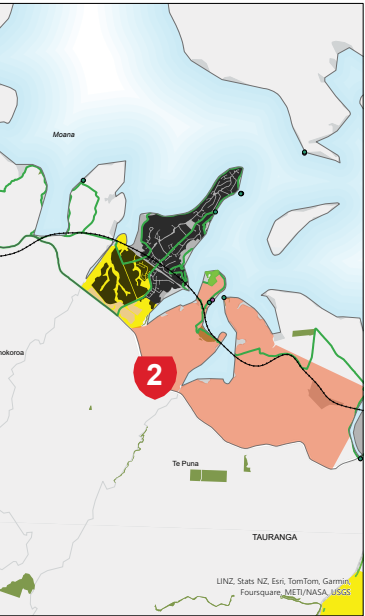 Moana
nokoroa
2
Te Puna
TAURANGA
LINZ, Stats NZ, Esri, TomTom, Garmin,
Foursquare, METI/NASA, USGS